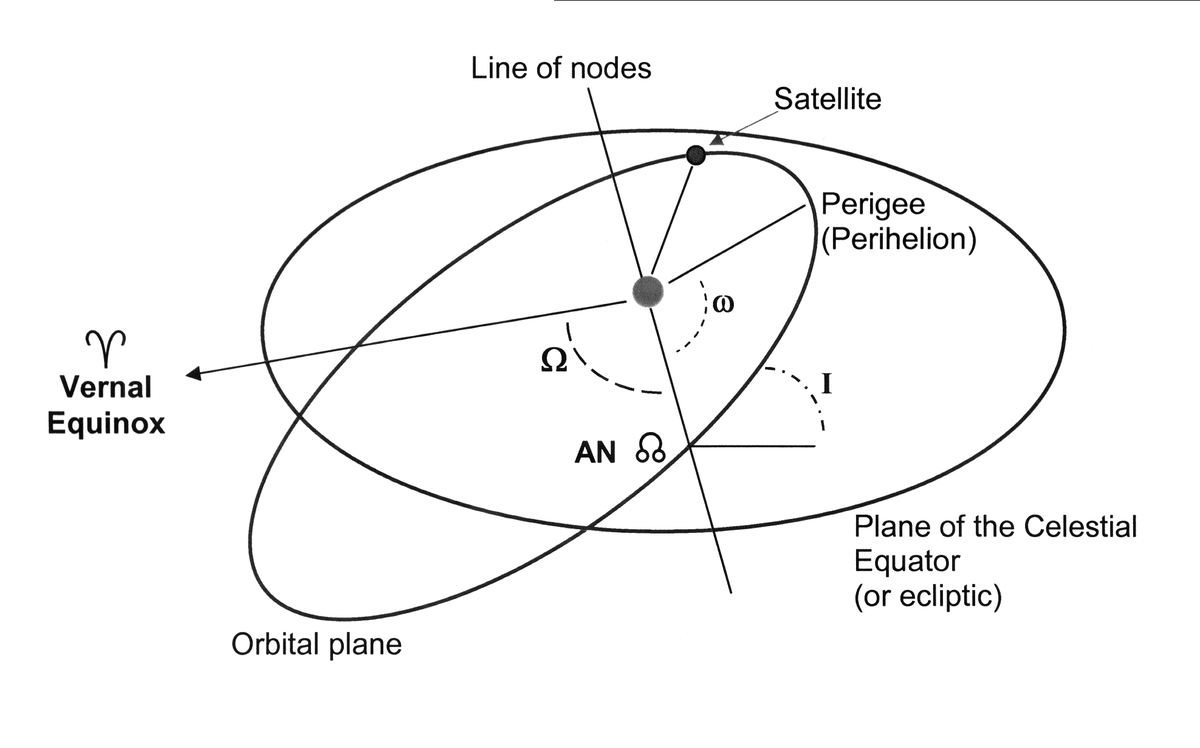 Line of nodes
Satellite
Perigee
(Perihelion)
ω
♈
Vernal
Equinox
Ω
I
AN ☊
Plane of the Celestial
Equator
(or ecliptic)
Orbital plane